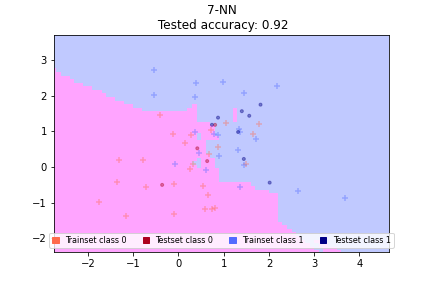 7-NN
Tested accuracy: 0.92
3
2
1
0
−1
−2
Trainset class 0 Testset class 0 Trainset class 1 Testset class 1
−2 −1 0 1 2 3 4